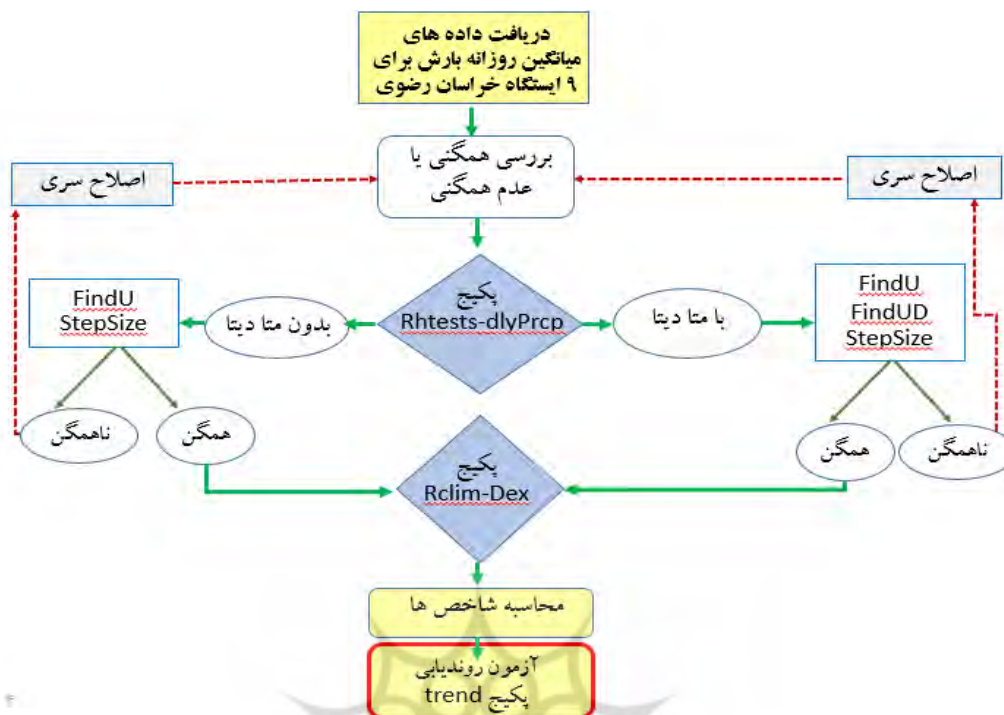 دریافت داده های
میانگین روزانه بارش برای
۹ ایستگاه خراسان رضوی
بررسی همگنی یا
عدم همگنی
اصلاح سری
اصلاح سری
پکیج
Rhtests-dlyPrcp
با متا دیتا
بدون متا دیتا
FindU
FindUD
StepSize
FindU
StepSize
ناهمگن
همگن
همگن
ناهمگن
پکیج
Rclim-Dex
محاسبه شاخص ها
آزمون روندیابی
پکیج trend